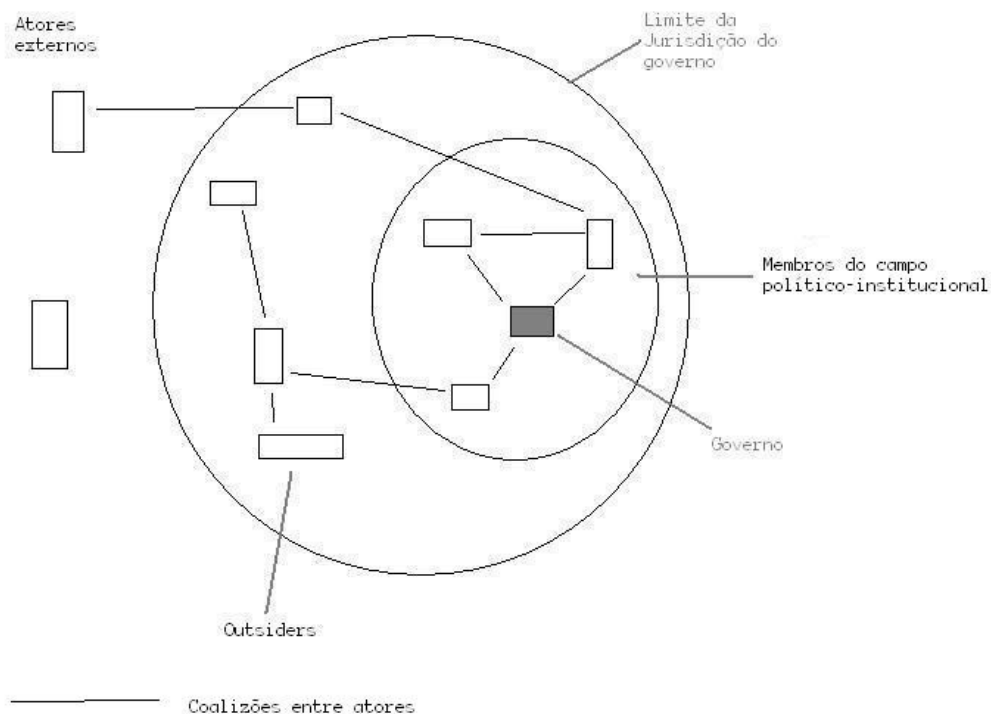 Atores
externos
Limite da
Jurisdição do
governo
Membros do campo
político-institucional
Governo
Outsiders
Coalizões entre atores